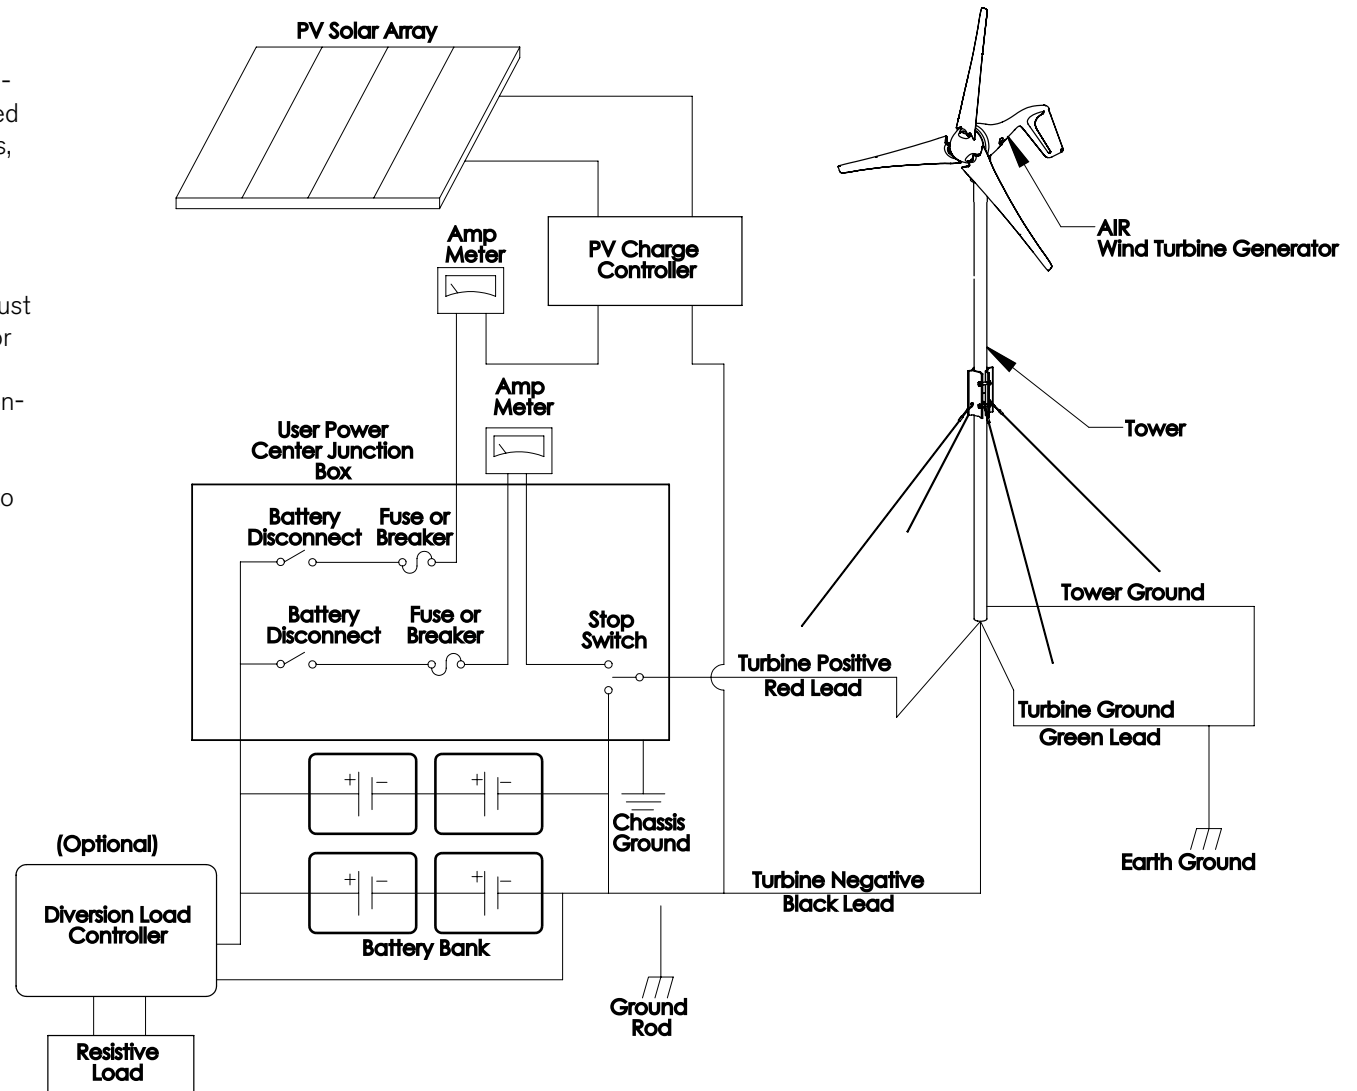 PV Solar Array
-
ed
s,
ust
or
n-
o
Amp
Meter
PV Charge
Controller
AIR
Wind Turbine Generator
Amp
Meter
Tower
User Power
Center Junction
Box
Battery
Disconnect
Fuse or
Breaker
Battery
Disconnect
Fuse or
Breaker
Stop
Switch
Tower Ground
Turbine Positive
Red Lead
Turbine Ground
Green Lead
+ -
+ -
Chassis
Ground
Earth Ground
(Optional)
Diversion Load
Controller
+ -
+ -
Battery Bank
Turbine Negative
Black Lead
Ground
Rod
Resistive
Load